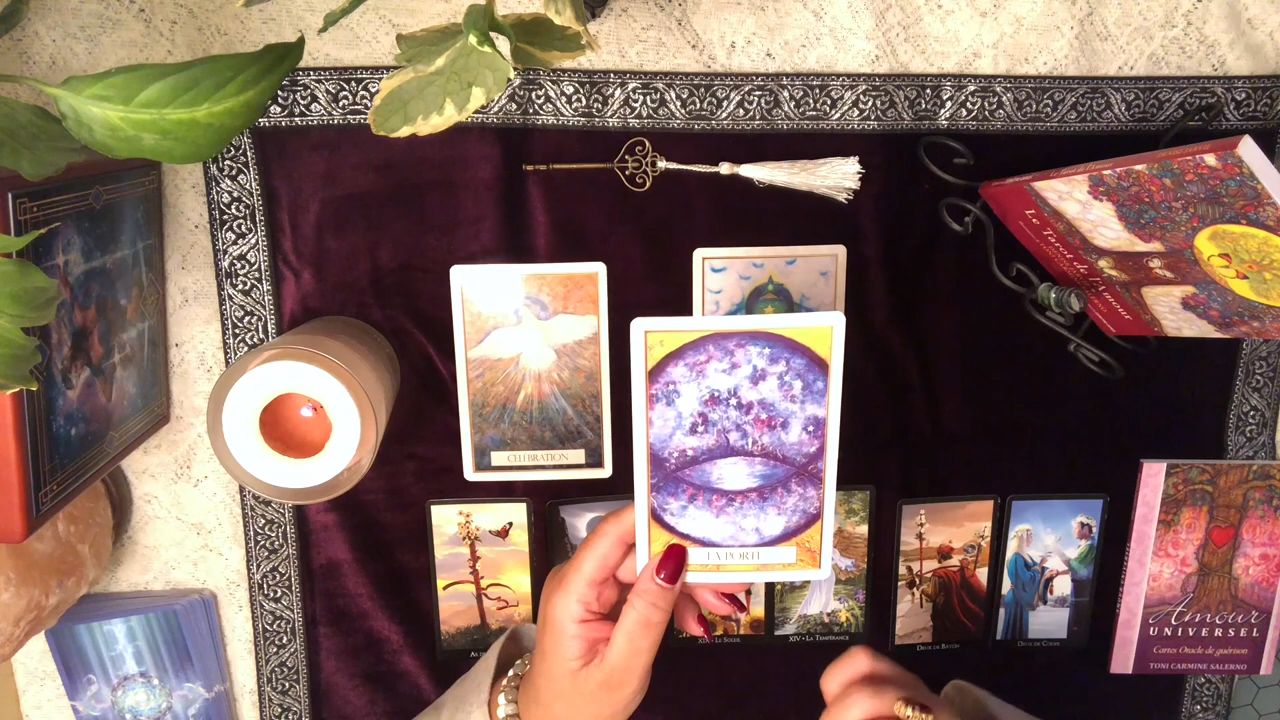 Le Tarot de l'Amour
CÉLÉBRATION
LA PORTE
XIX • LE SOLEIL
XIV • LA TEMPÉRANCE
DEUX DE BÂTON
DEUX DE COUPE
Amour
UNIVERSEL
Cartes Oracle de guérison
TONI CARMINE SALERNO